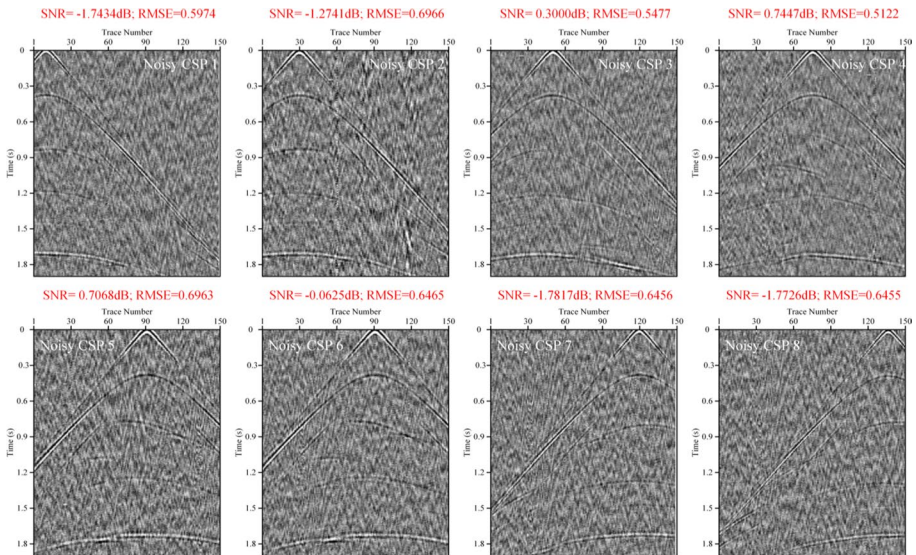 SNR= -1.7434dB; RMSE=0.5974
Trace Number
1 30 60 90 120 150
Noisy CSP 1
Time (s)
0
0.3
0.6
0.9
1.2
1.5
1.8
SNR= -1.2741dB; RMSE=0.6966
Trace Number
1 30 60 90 120 150
Noisy CSP 2
Time (s)
0
0.3
0.6
0.9
1.2
1.5
1.8
SNR= 0.3000dB; RMSE=0.5477
Trace Number
1 30 60 90 120 150
Noisy CSP 3
Time (s)
0
0.3
0.6
0.9
1.2
1.5
1.8
SNR= 0.7447dB; RMSE=0.5122
Trace Number
1 30 60 90 120 150
Noisy CSP 4
Time (s)
0
0.3
0.6
0.9
1.2
1.5
1.8
SNR= 0.7068dB; RMSE=0.6963
Trace Number
1 30 60 90 120 150
Noisy CSP 5
Time (s)
0
0.3
0.6
0.9
1.2
1.5
1.8
SNR= -0.0625dB; RMSE=0.6465
Trace Number
1 30 60 90 120 150
Noisy CSP 6
Time (s)
0
0.3
0.6
0.9
1.2
1.5
1.8
SNR= -1.7817dB; RMSE=0.6456
Trace Number
1 30 60 90 120 150
Noisy CSP 7
Time (s)
0
0.3
0.6
0.9
1.2
1.5
1.8
SNR= -1.7726dB; RMSE=0.6455
Trace Number
1 30 60 90 120 150
Noisy CSP 8
Time (s)
0
0.3
0.6
0.9
1.2
1.5
1.8